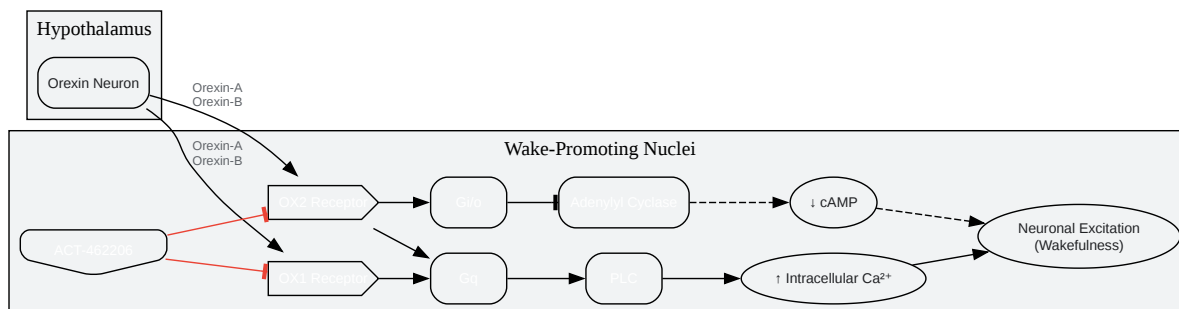 Hypothalamus
Orexin Neuron
Orexin-A
Orexin-B
Orexin-A
Orexin-B
Wake-Promoting Nuclei
OX2 Receptor
Gi/o
Adenylyl Cyclase
↓ cAMP
Neuronal Excitation
(Wakefulness)
ACT-462206
OX1 Receptor
Gq
PLC
↑ Intracellular Ca²⁺